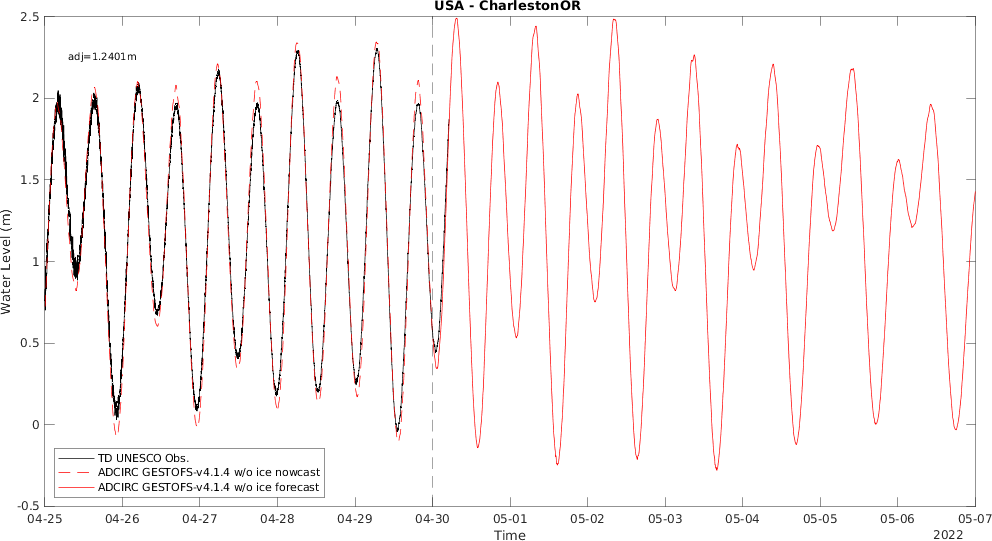 USA - CharlestonOR
adj=1.2401m
Water Level (m)
2.5
2
1.5
1
0.5
0
-0.5
TD UNESCO Obs.
ADCIRC GESTOFS-v4.1.4 w/o ice nowcast
ADCIRC GESTOFS-v4.1.4 w/o ice forecast
04-25 04-26 04-27 04-28 04-29 04-30 05-01 05-02 05-03 05-04 05-05 05-06 05-07
Time
2022